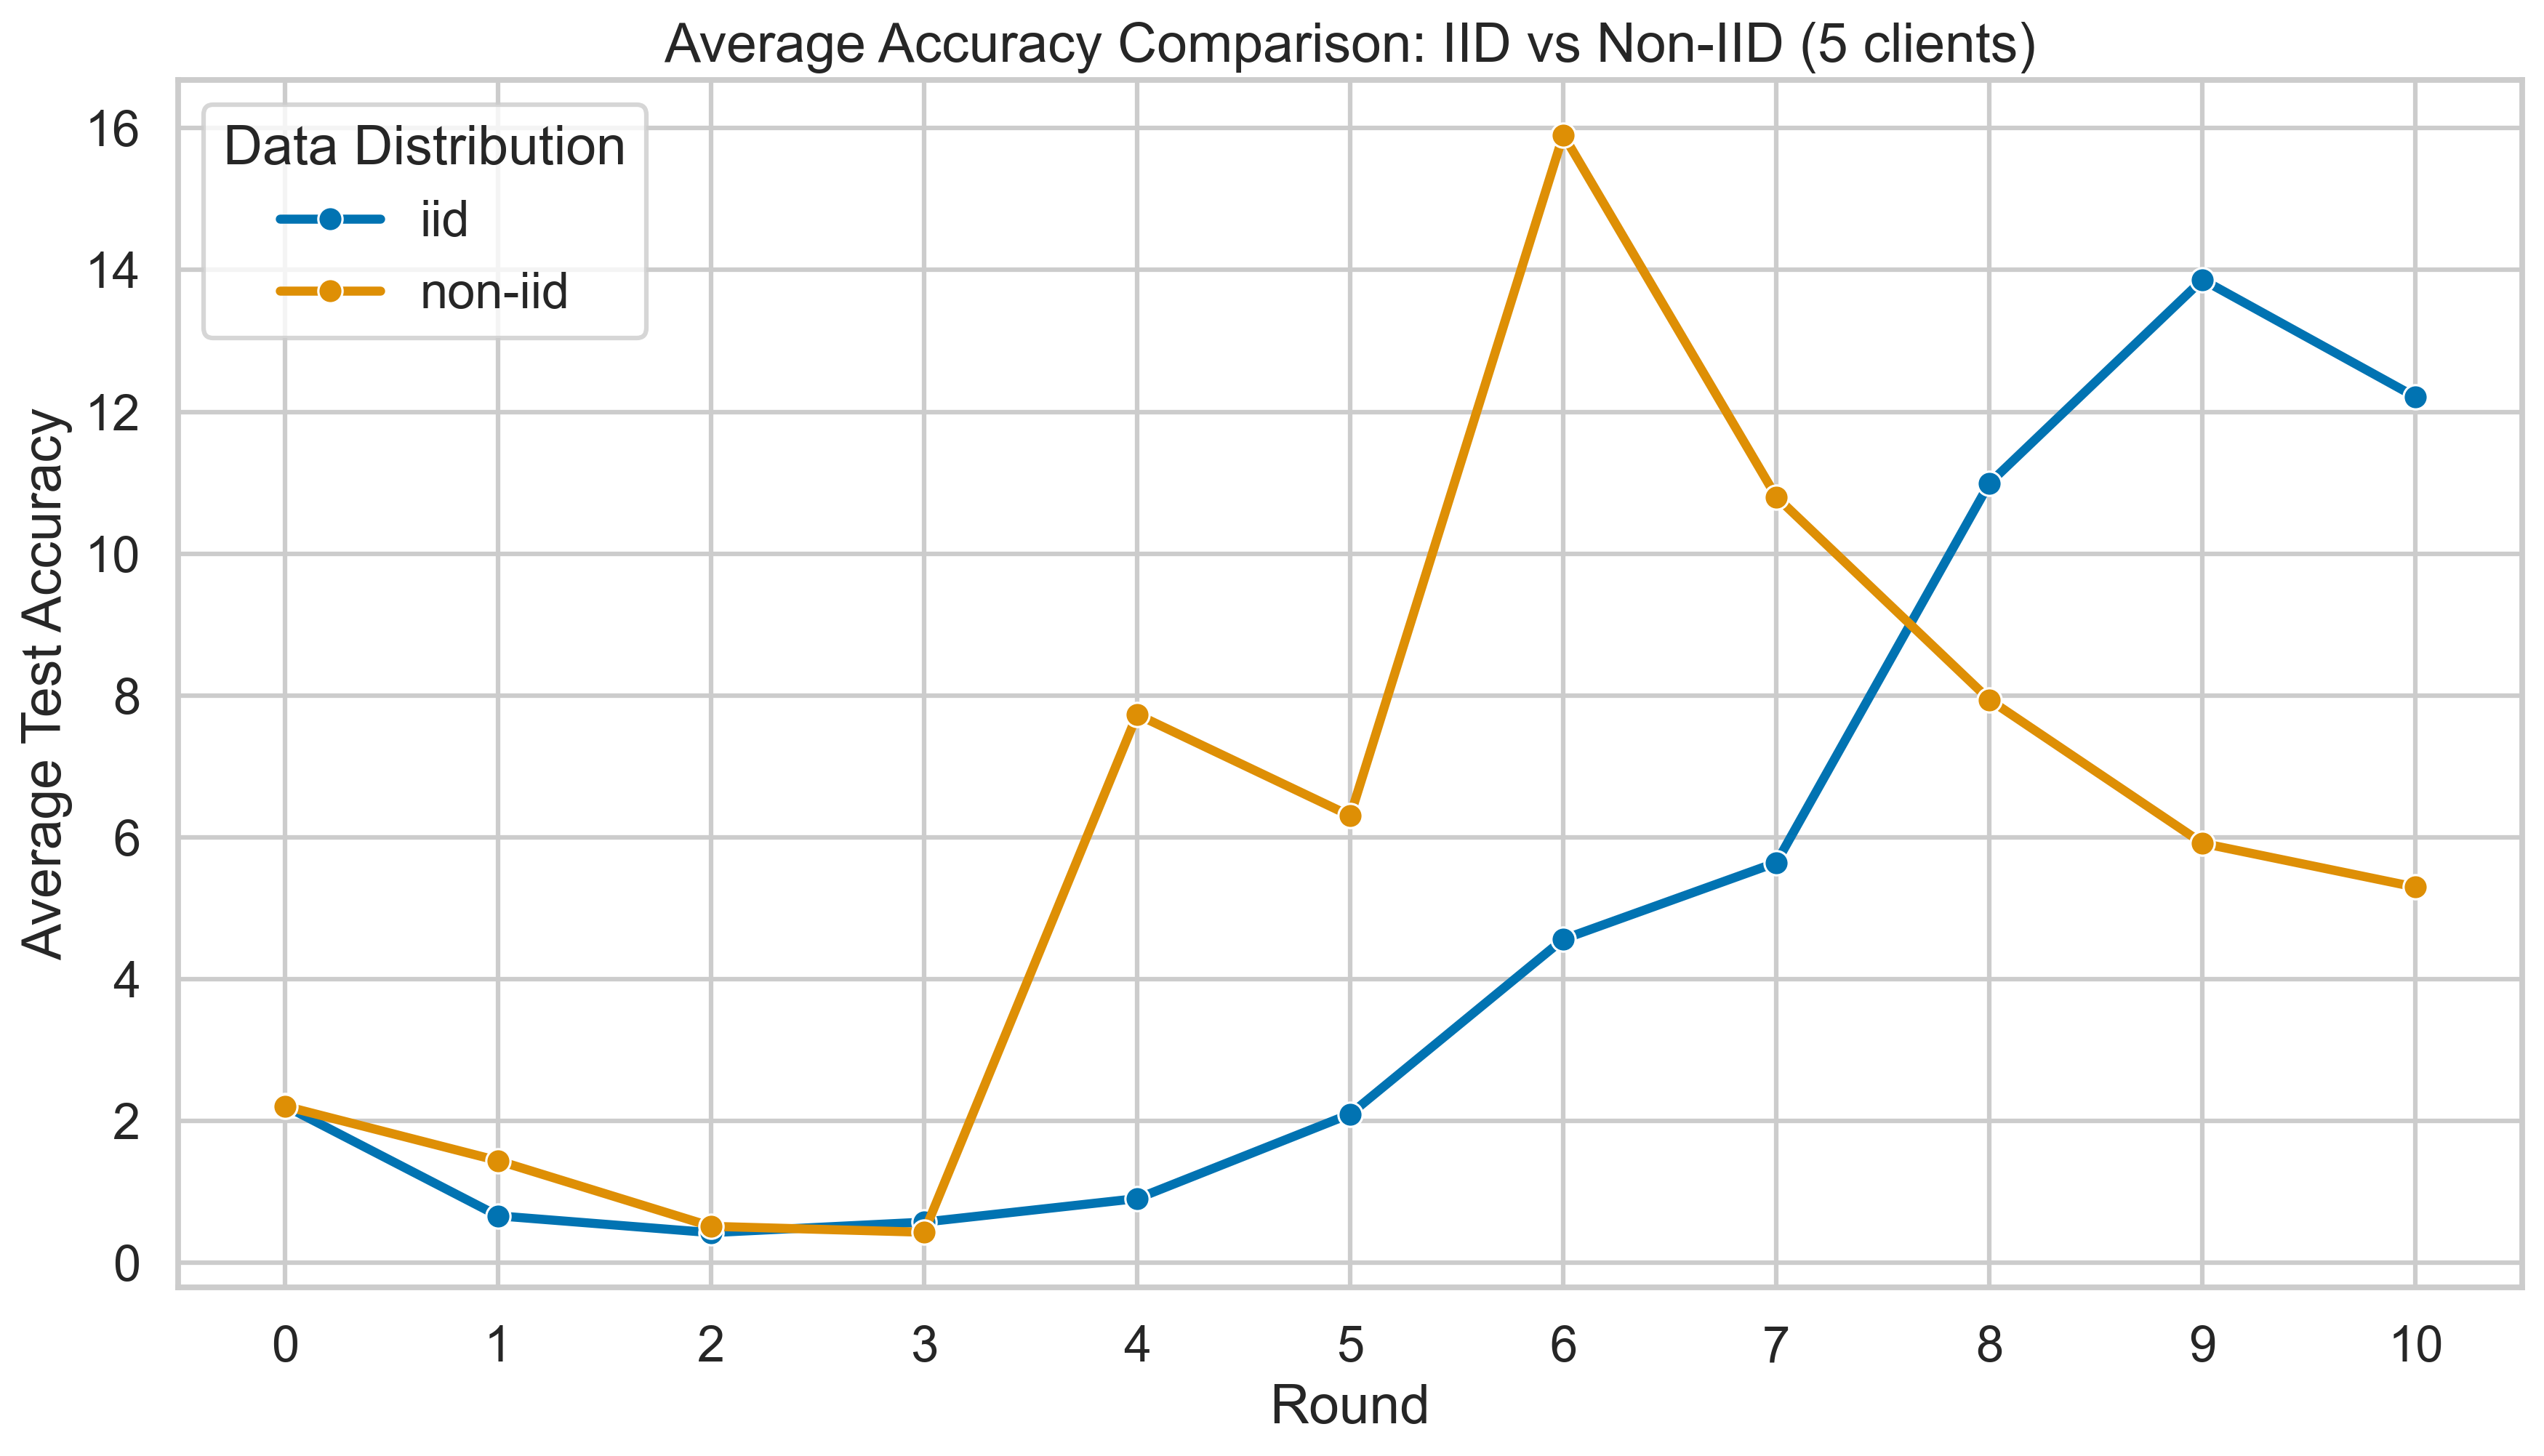 Average Accuracy Comparison: IID vs Non-IID (5 clients)
Data Distribution
iid
non-iid
Average Test Accuracy
16
14
12
10
8
6
4
2
0
0 1 2 3 4 5 6 7 8 9 10
Round